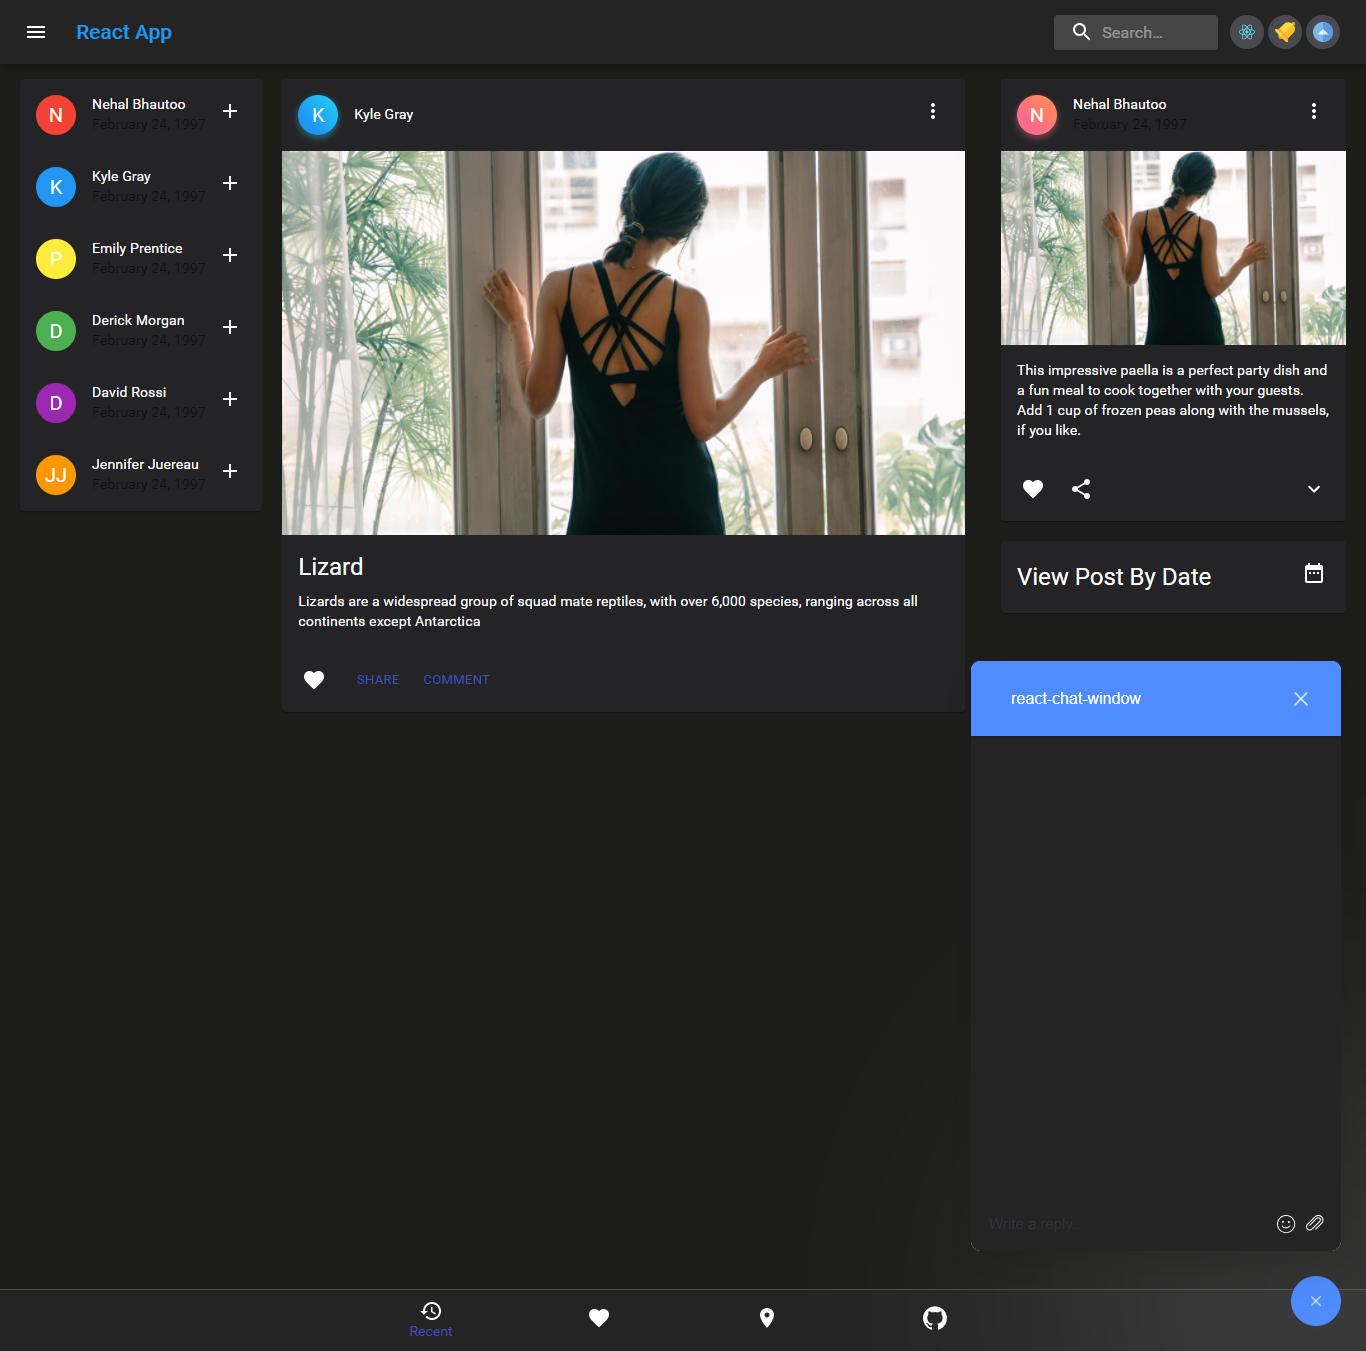 React App
Search...
N
Nehal Bhautoo
February 24, 1997
K
Kyle Gray
February 24, 1997
P
Emily Prentice
February 24, 1997
D
Derick Morgan
February 24, 1997
D
David Rossi
February 24, 1997
JJ
Jennifer Juereau
February 24, 1997
K
Kyle Gray
Lizard
Lizards are a widespread group of squad mate reptiles, with over 6,000 species, ranging across all
continents except Antarctica
SHARE COMMENT
N
Nehal Bhautoo
February 24, 1997
This impressive paella is a perfect party dish and
a fun meal to cook together with your guests.
Add 1 cup of frozen peas along with the mussels,
if you like.
View Post By Date
react-chat-window
Write a reply...
Recent